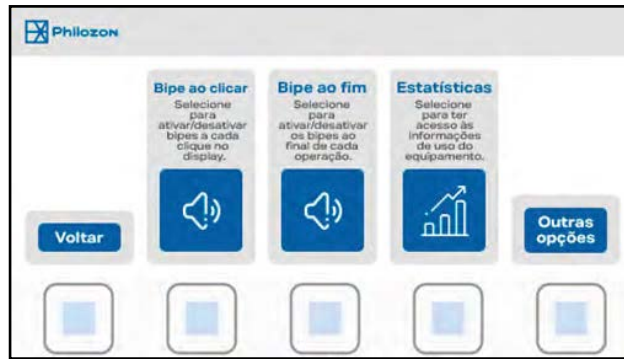 Philozon
Bipe ao clicar
Selecione
para
ativar/desativar
bipes a cada
clique no
display.
Bipe ao fim
Selecione
para
ativar/desativar
os bipes ao
final de cada
operação.
Estatísticas
Selecione
para ter
acesso às
informações
de uso do
equipamento.
Voltar
Outras
opções